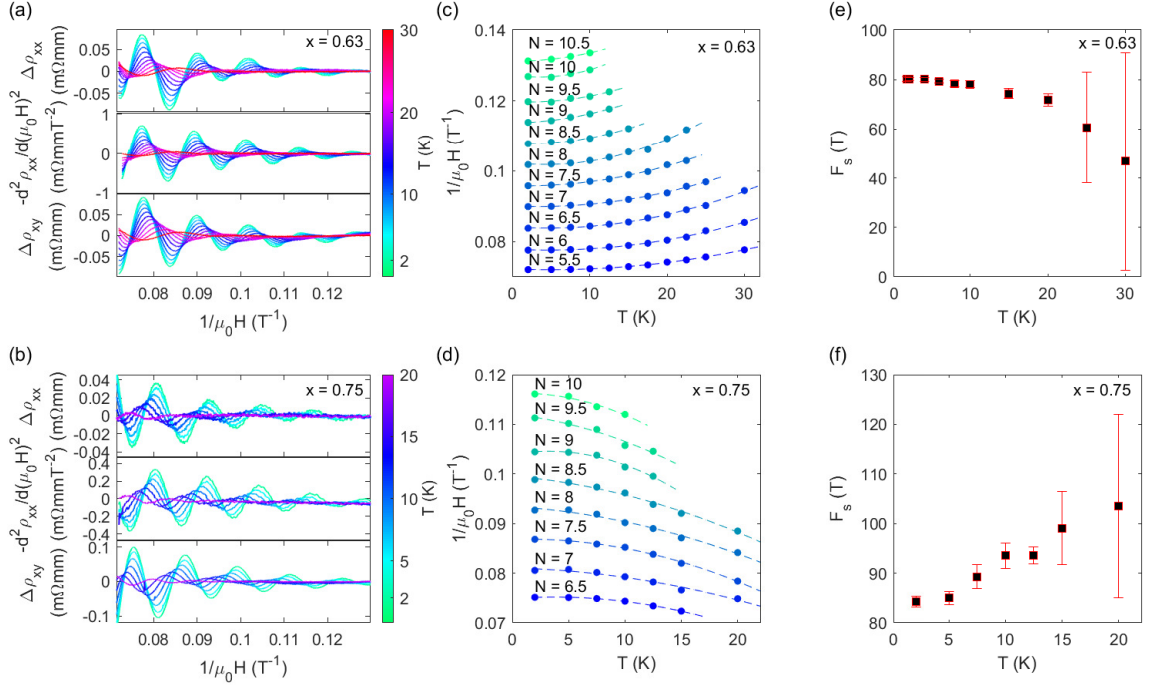 (a)
x = 0.63
Δρxx
(mΩmm)
0.05
0
-0.05
-d²ρxx/d(μ0H)²
(mΩmmT⁻²)
1
0
-1
Δρxy
(mΩmm)
0.05
0
-0.05
0.08 0.09 0.1 0.11 0.12
1/μ0H (T⁻¹)
30
20
10
2
T (K)
(c)
x = 0.63
0.14
0.12
0.1
0.08
1/μ0H (T⁻¹)
N = 10.5
N = 10
N = 9.5
N = 9
N = 8.5
N = 8
N = 7.5
N = 7
N = 6.5
N = 6
N = 5.5
0 5 10 15 20 25 30
T (K)
(e)
x = 0.63
100
80
60
40
20
0
Fs (T)
0 10 20 30
T (K)
(b)
x = 0.75
Δρxx
(mΩmm)
0.04
0.02
0
-0.02
-0.04
-d²ρxx/d(μ0H)²
(mΩmmT⁻²)
0.4
0.2
0
-0.2
-0.4
Δρxy
(mΩmm)
0.1
0
-0.1
0.08 0.09 0.1 0.11 0.12
1/μ0H (T⁻¹)
20
15
10
5
2
T (K)
(d)
x = 0.75
0.12
0.11
0.1
0.09
0.08
0.07
1/μ0H (T⁻¹)
N = 10
N = 9.5
N = 9
N = 8.5
N = 8
N = 7.5
N = 7
N = 6.5
0 5 10 15 20
T (K)
(f)
x = 0.75
130
120
110
100
90
80
Fs (T)
0 5 10 15 20
T (K)